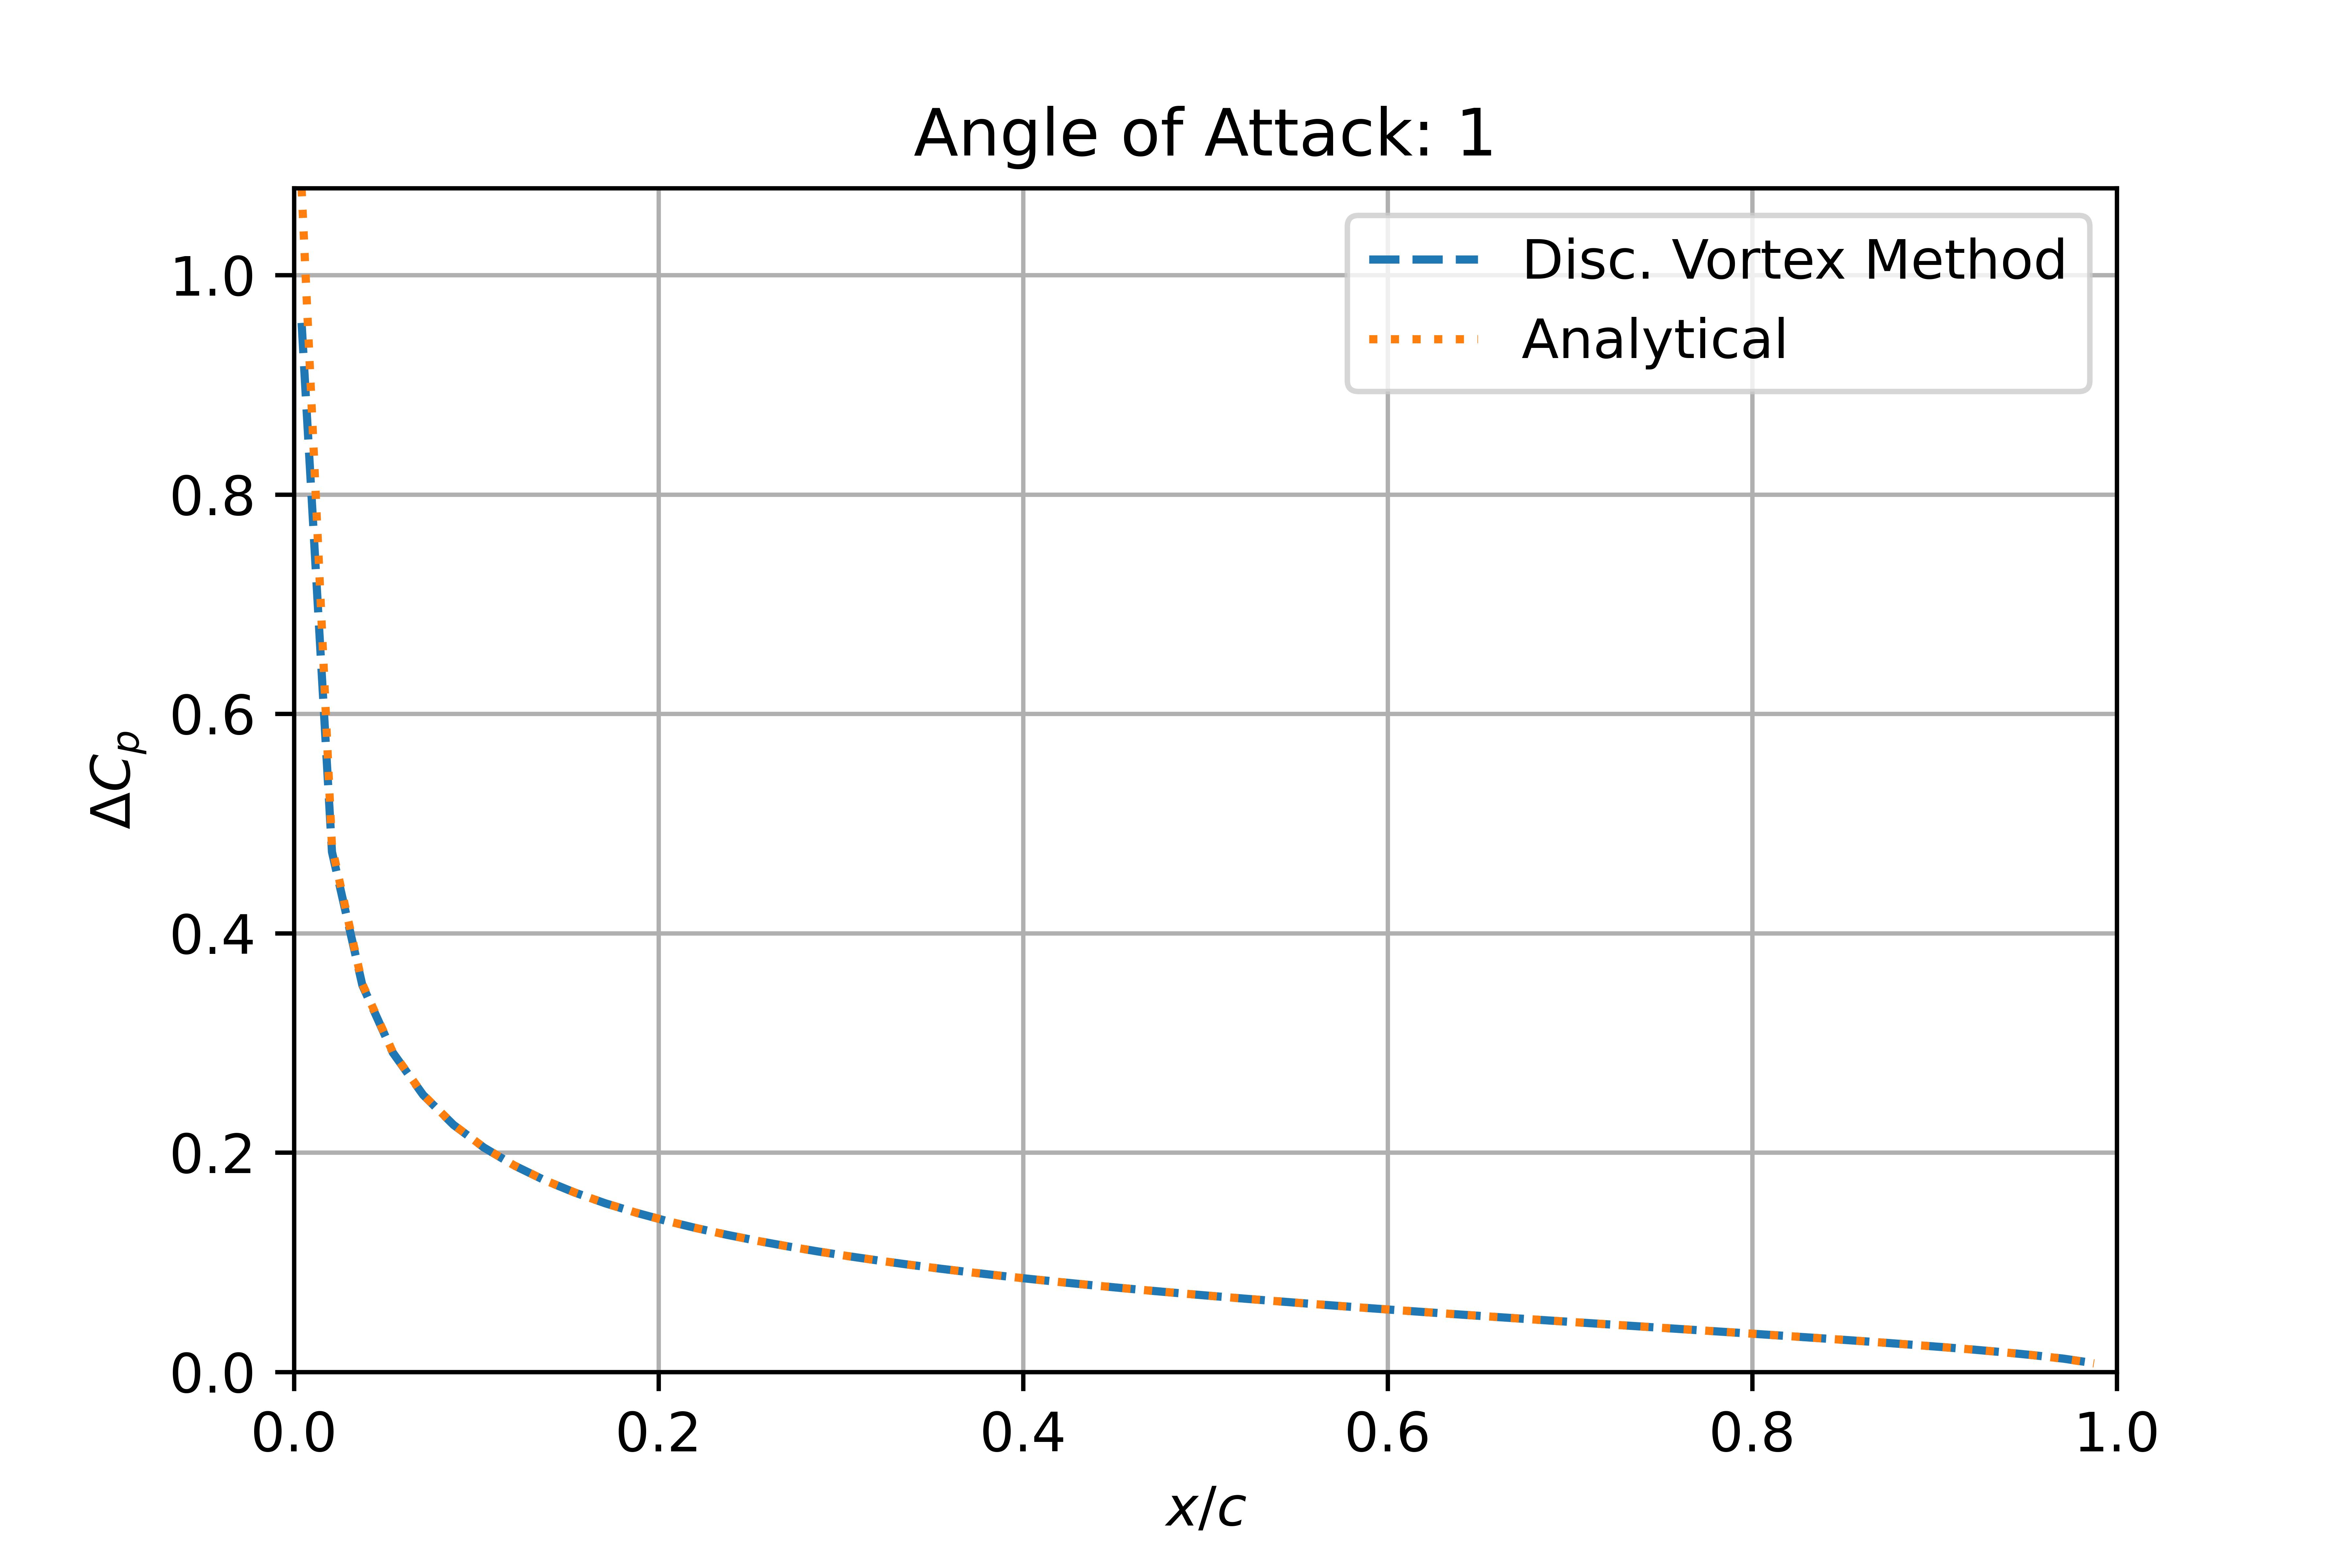 Angle of Attack: 1
Disc. Vortex Method
Analytical
1.0
0.8
0.6
0.4
0.2
0.0
ΔCp
0.0 0.2 0.4 0.6 0.8 1.0
x/c